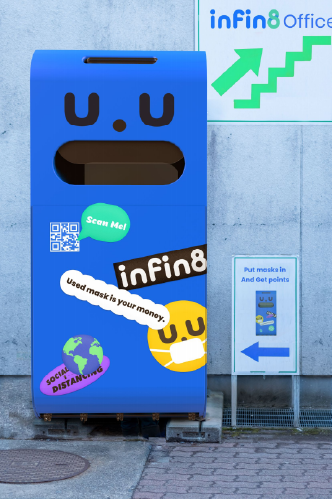 infin8 Office
Scan Me!
infin8
Used mask is your money.
Put masks in
And Get points
SOCIAL
DISTANCING